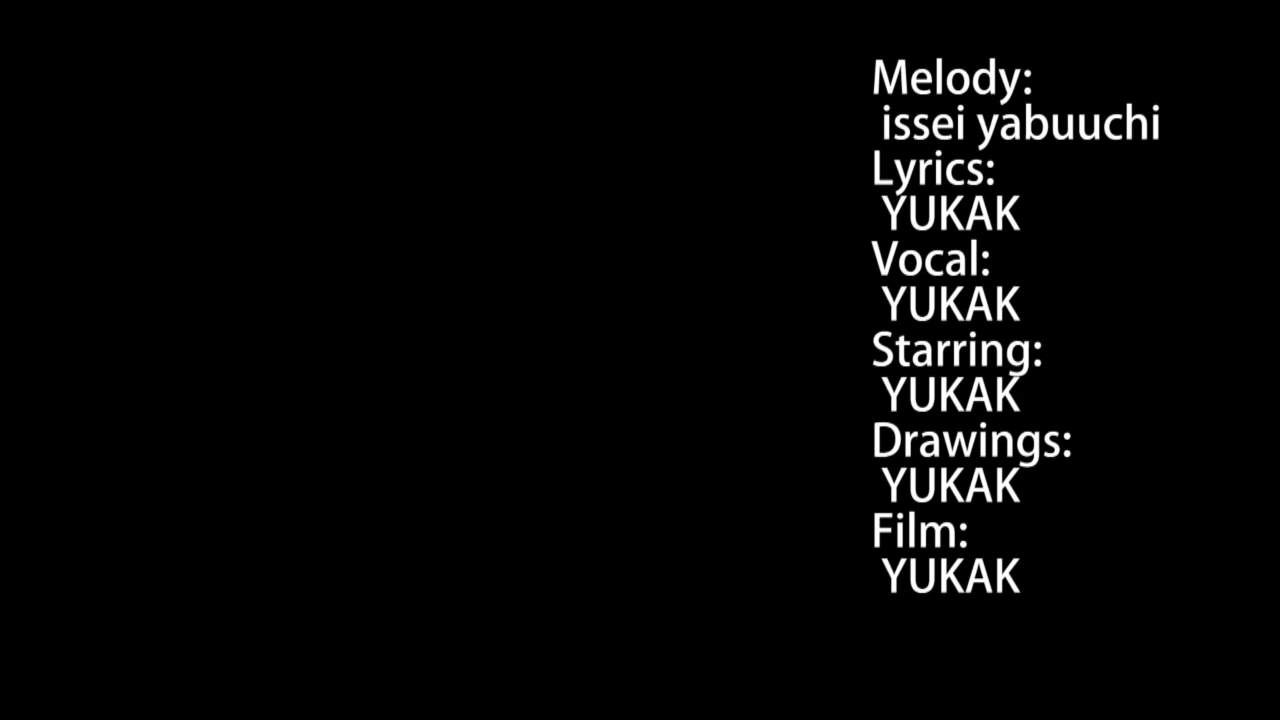 Melody:
issei yabuuchi
Lyrics:
YUKAK
Vocal:
YUKAK
Starring:
YUKAK
Drawings:
YUKAK
Film:
YUKAK